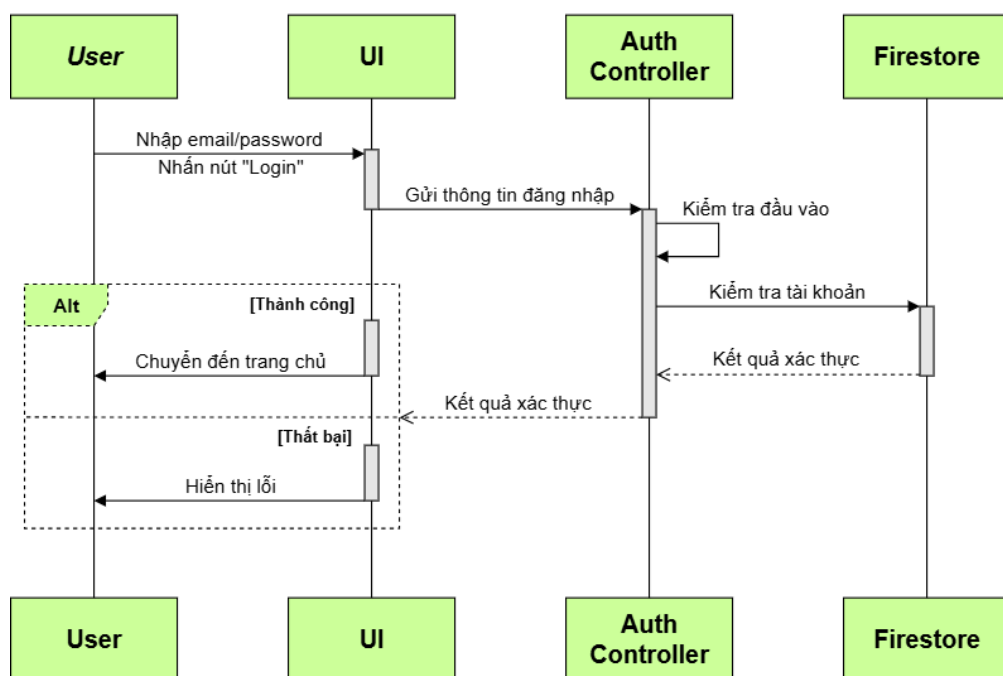 User
UI
Auth
Controller
Firestore
Nhập email/password
Nhấn nút "Login"
Gửi thông tin đăng nhập
Kiểm tra đầu vào
Alt
[Thành công]
Kiểm tra tài khoản
Chuyển đến trang chủ
Kết quả xác thực
Kết quả xác thực
[Thất bại]
Hiển thị lỗi
User
UI
Auth
Controller
Firestore